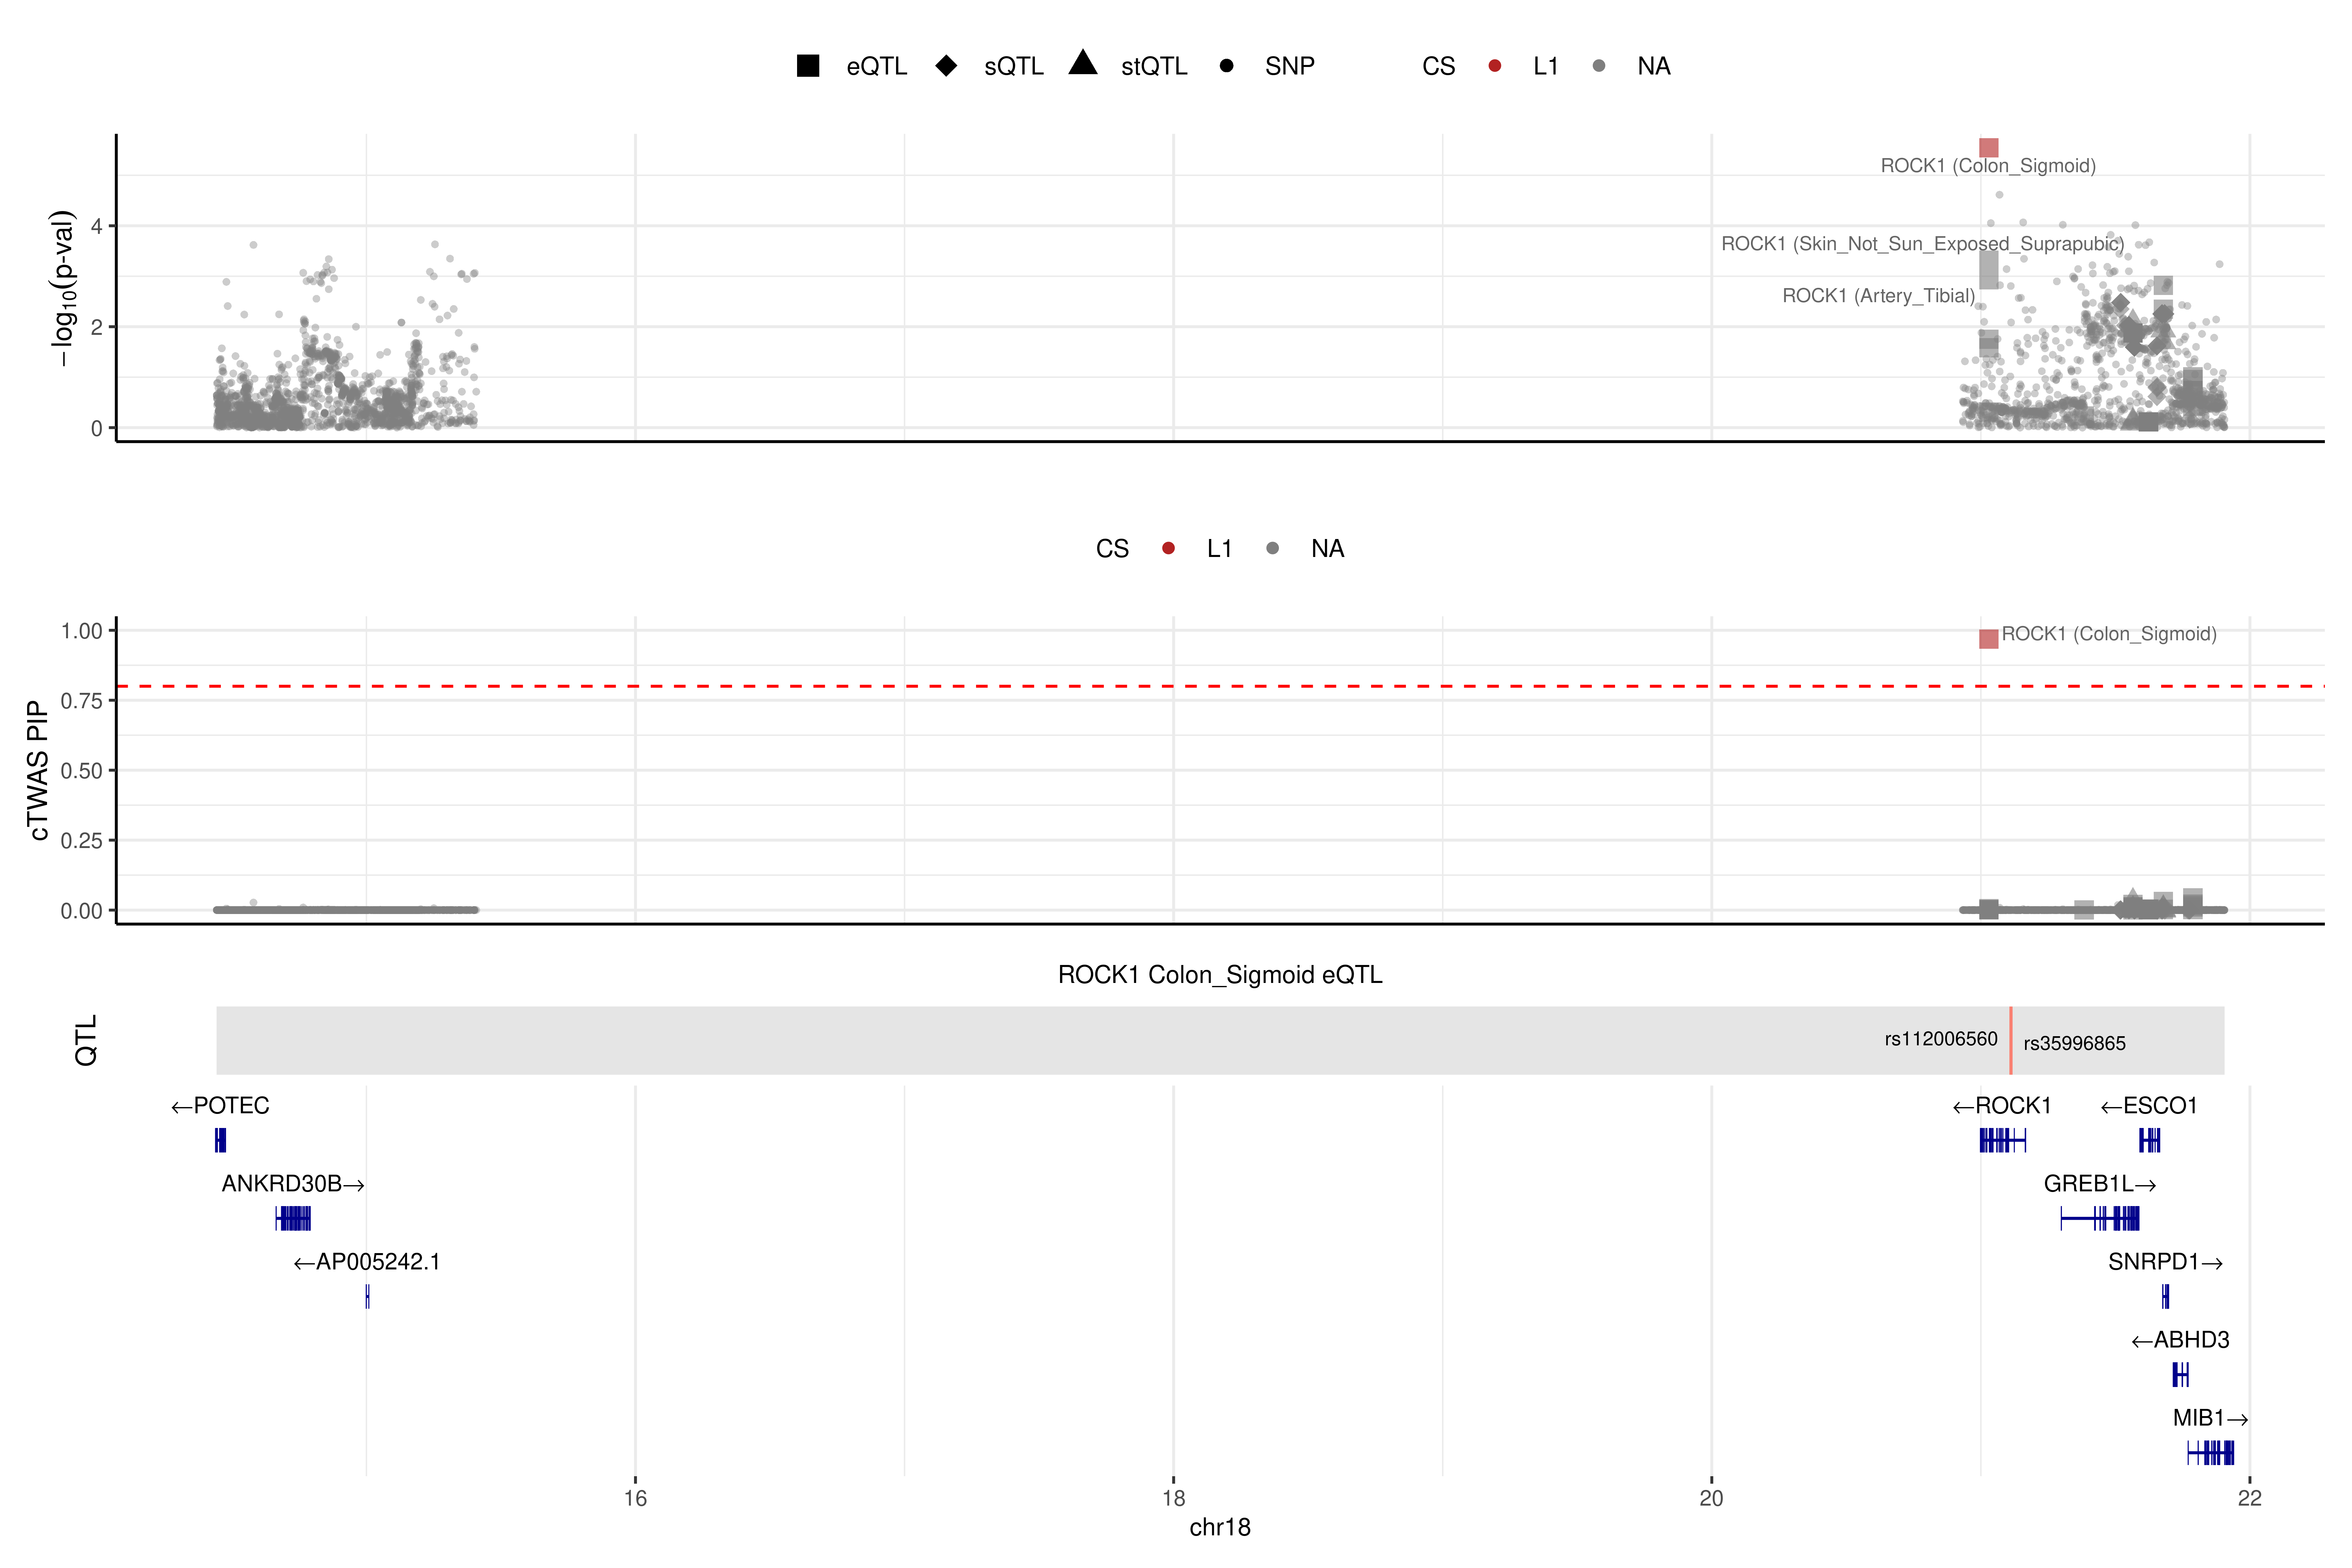 eQTL sQTL stQTL SNP CS L1 NA
−log10(p-val)
4
2
0
ROCK1 (Colon_Sigmoid)
ROCK1 (Skin_Not_Sun_Exposed_Suprapubic)
ROCK1 (Artery_Tibial)
CS L1 NA
cTWAS PIP
1.00
0.75
0.50
0.25
0.00
ROCK1 (Colon_Sigmoid)
ROCK1 Colon_Sigmoid eQTL
QTL
rs112006560 rs35996865
←POTEC ←ROCK1 ←ESCO1
ANKRD30B→ GREB1L→
←AP005242.1 SNRPD1→
←ABHD3
MIB1→
16 18 20 22
chr18